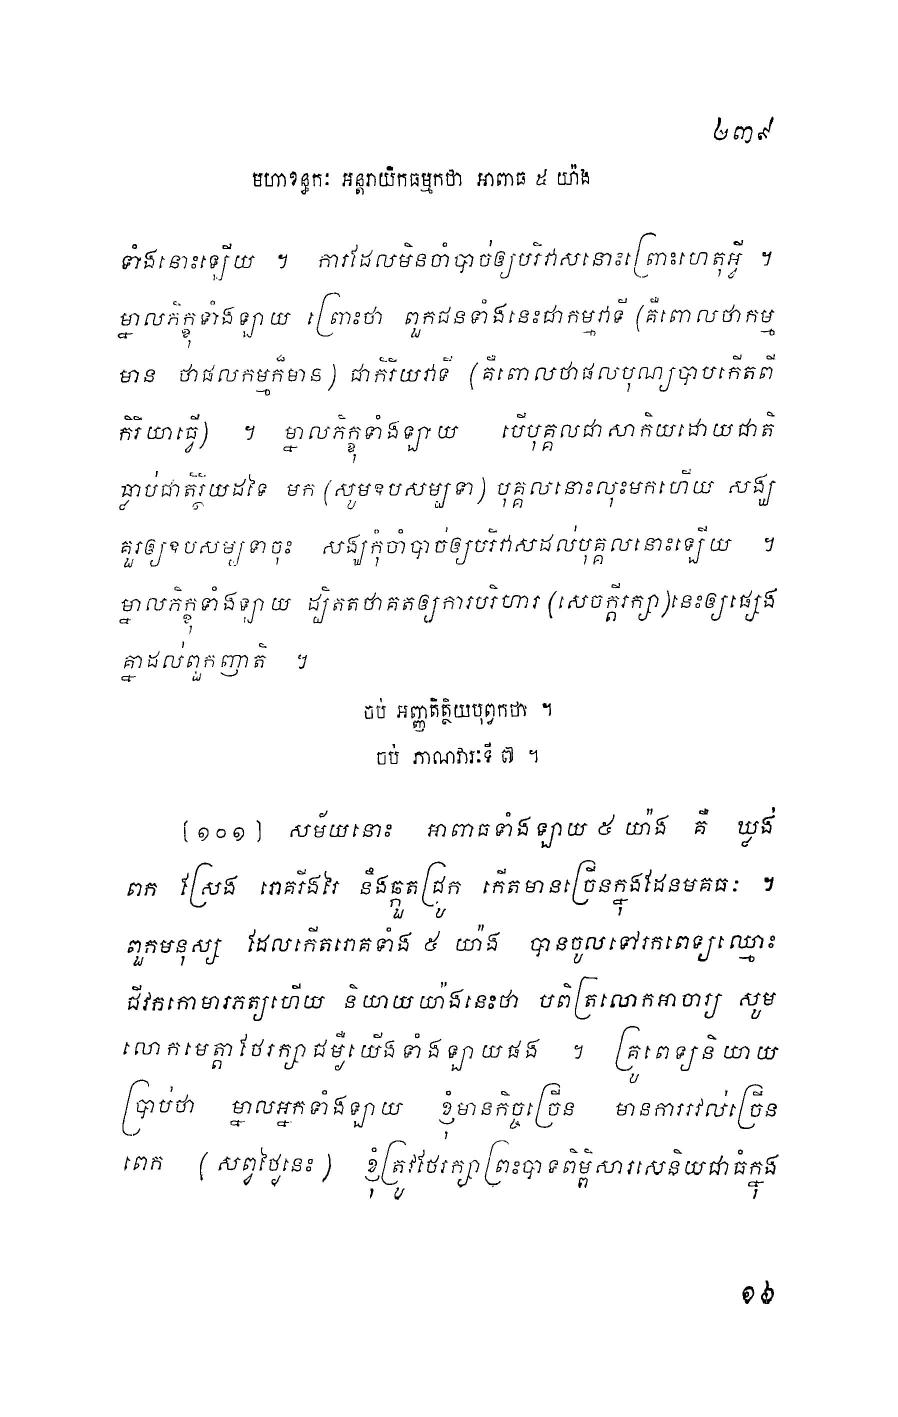 ២៣៩
មហាខន្ធកៈ អន្តរាយិកធម្មកថា អាពាធ ៥ យ៉ាង
ទាំងនោះឡើយ ។ ការដែលមិនចាំបាច់ឲ្យបរិវាសនោះព្រោះហេតុអ្វី ។
ម្នាលភិក្ខុទាំងឡាយ ព្រោះថា ពួកជនទាំងនេះជាកម្មវាទី (គឺពោលថាកម្ម
មាន ថាផលកម្មក៏មាន) ជាកិរិយវាទី (គឺពោលថាផលបុណ្យបាបកើតពី
កិរិយាធ្វើ) ។ ម្នាលភិក្ខុទាំងឡាយ បើបុគ្គលជាសាកិយដោយជាតិ
ធ្លាប់ជាតិរ្ថិយដទៃ មក (សូមឧបសម្បទា) បុគ្គលនោះលុះមកហើយ សង្ឃ
គួរឲ្យឧបសម្បទាចុះ សង្ឃកុំចាំបាច់ឲ្យបរិវាសដល់បុគ្គលនោះឡើយ ។
ម្នាលភិក្ខុទាំងឡាយ ដ្បិតតថាគតឲ្យការបរិហារ (សេចក្តីរក្សា) នេះឲ្យផ្សេង
គ្នាដល់ពួកញាតិ ។
ចប់ អញ្ញតិត្ថិយបុព្វកថា ។
ចប់ ភាណវារៈទី ៧ ។
[១០១] សម័យនោះ អាពាធទាំងឡាយ ៥ យ៉ាង គឺ ឃ្លង់
ពក ស្រែង រោគរីងរៃ នឹងឆ្កួតជ្រូក កើតមានច្រើនក្នុងដែនមគធៈ ។
ពួកមនុស្ស ដែលកើតរោគទាំង ៥ យ៉ាង បានចូលទៅរកពេទ្យឈ្មោះ
ជីវកកោមារភត្យហើយ និយាយយ៉ាងនេះថា បពិត្រលោកអាចារ្យ សូម
លោកមេត្តាថែរក្សាជម្ងឺយើងទាំងឡាយផង ។ គ្រូពេទ្យនិយាយ
ប្រាប់ថា ម្នាលអ្នកទាំងឡាយ ខ្ញុំមានកិច្ចច្រើន មានការរវល់ច្រើន
ពេក (សព្វថ្ងៃនេះ) ខ្ញុំត្រូវថែរក្សាព្រះបាទពិម្ពិសារសេនិយជាធំក្នុង
១៦